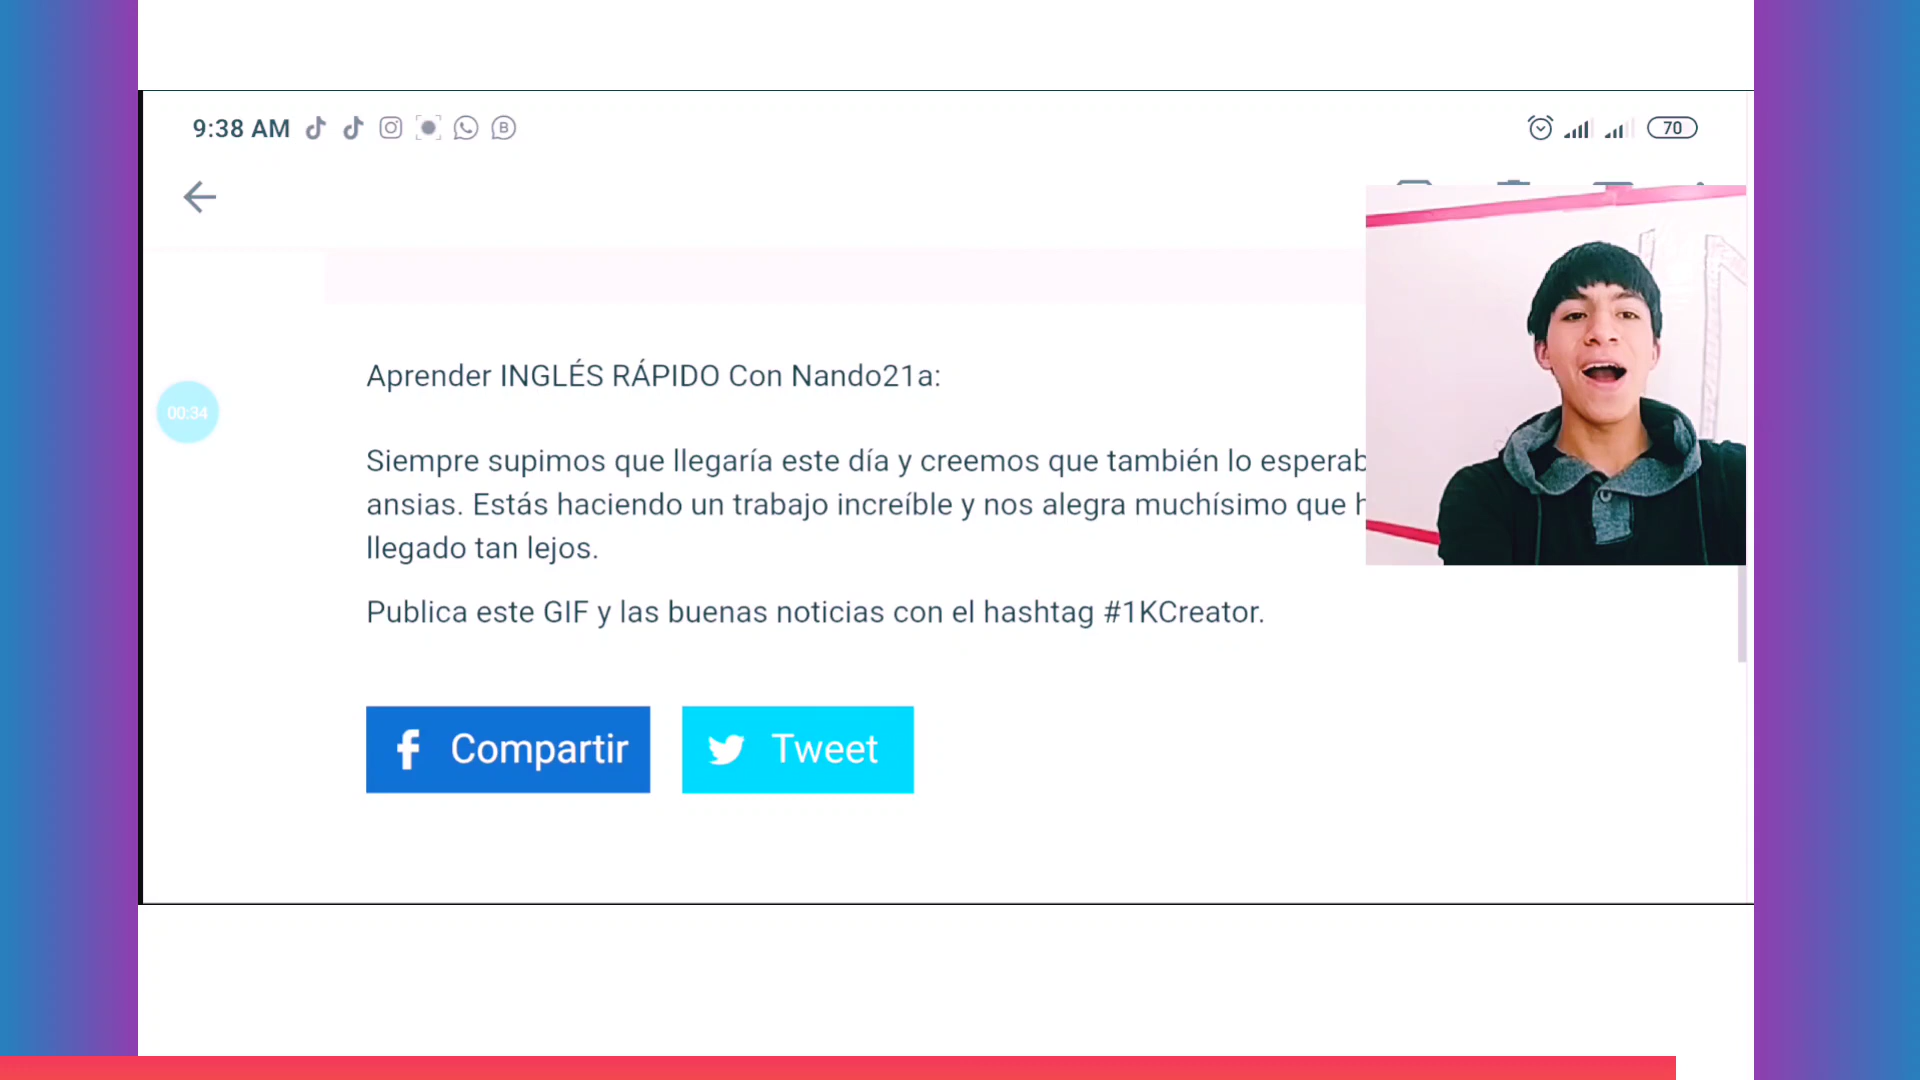 9:38 AM
70
00:34
Aprender INGLÉS RÁPIDO Con Nando21a:
Siempre supimos que llegaría este día y creemos que también lo
ansias. Estás haciendo un trabajo increíble y nos alegra muchísimo que
llegado tan lejos.
Publica este GIF y las buenas noticias con el hashtag #1KCreator.
Compartir
Tweet